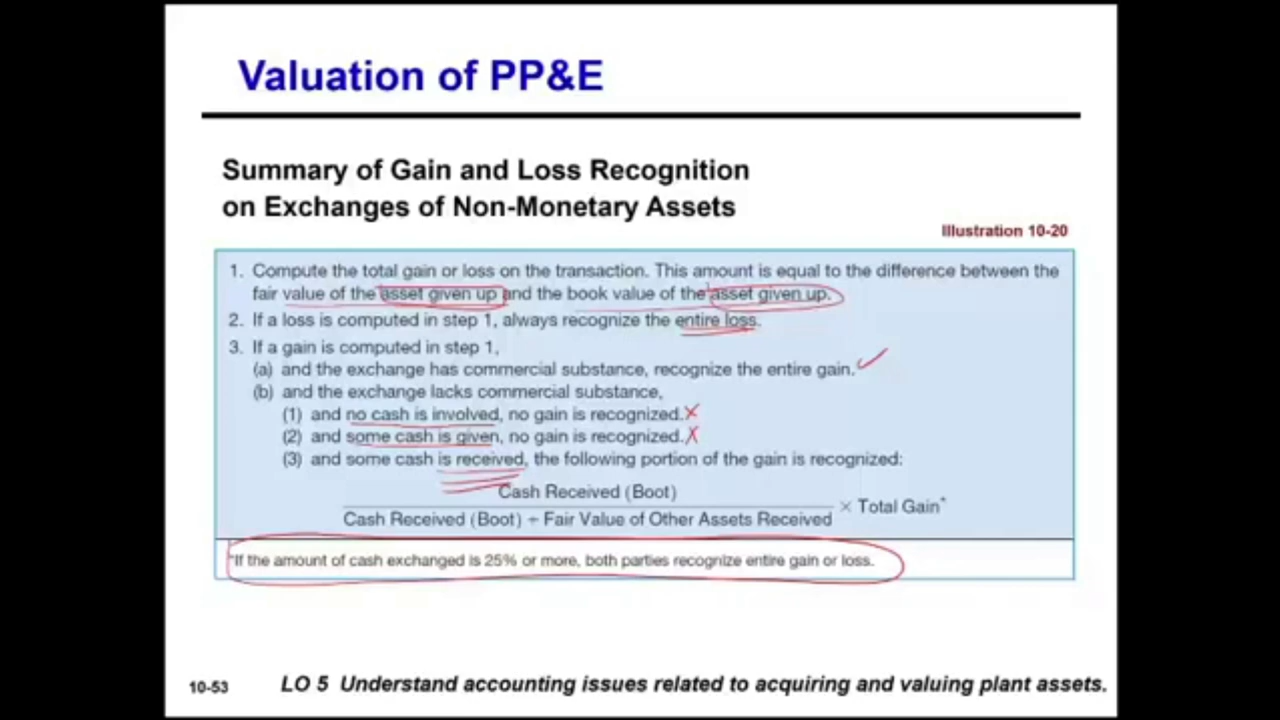 Valuation of PP&E
Summary of Gain and Loss Recognition
on Exchanges of Non-Monetary Assets
Illustration 10-20
1. Compute the total gain or loss on the transaction. This amount is equal to the difference between the
fair value of the asset given up and the book value of the asset given up.
2. If a loss is computed in step 1, always recognize the entire loss.
3. If a gain is computed in step 1,
(a) and the exchange has commercial substance, recognize the entire gain.
(b) and the exchange lacks commercial substance,
(1) and no cash is involved, no gain is recognized.
(2) and some cash is given, no gain is recognized.
(3) and some cash is received, the following portion of the gain is recognized:
Cash Received (Boot)
Cash Received (Boot) + Fair Value of Other Assets Received × Total Gain*
*If the amount of cash exchanged is 25% or more, both parties recognize entire gain or loss.
10-53 LO 5 Understand accounting issues related to acquiring and valuing plant assets.